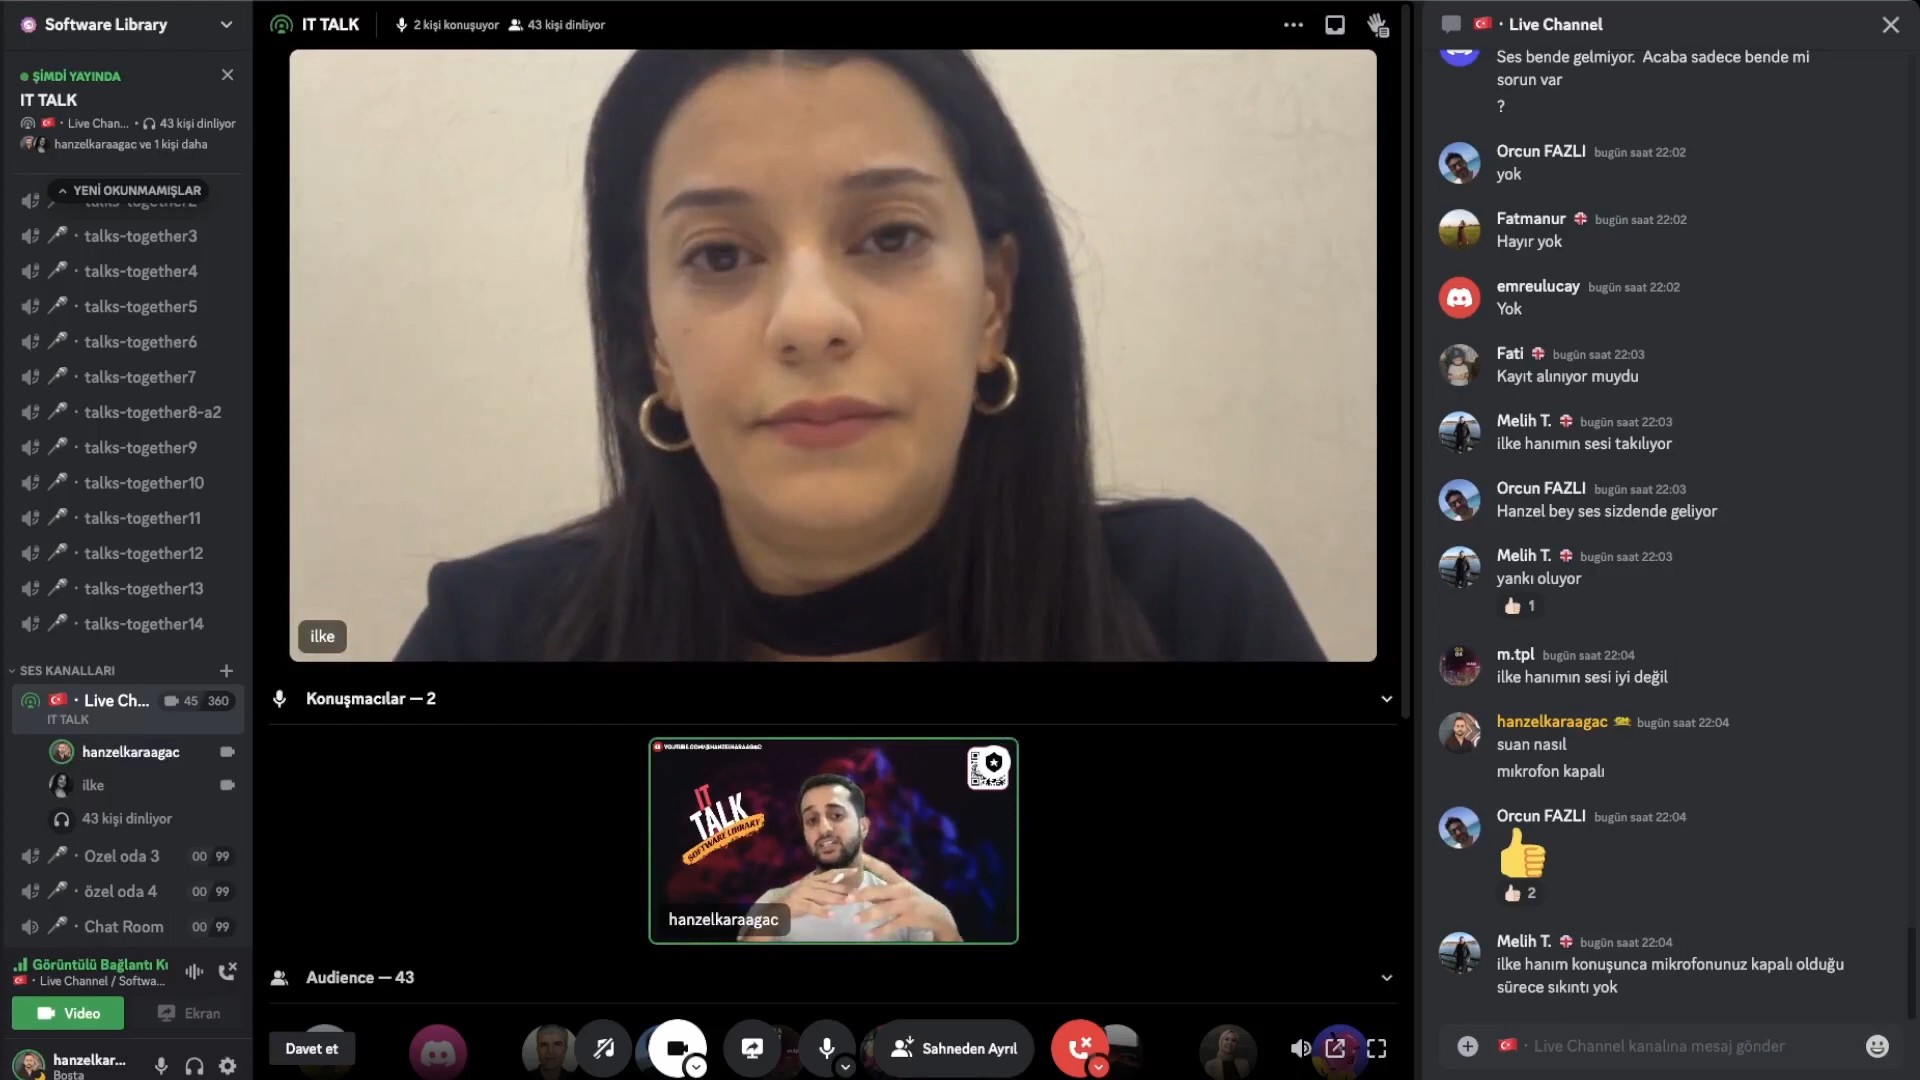 Software Library
ŞİMDİ YAYINDA
IT TALK
· Live Chan... · 43 kişi dinliyor
hanzelkaraagac ve 1 kişi daha
YENİ OKUNMAMIŞLAR
· talks-together3
· talks-together4
· talks-together5
· talks-together6
· talks-together7
· talks-together8-a2
· talks-together9
· talks-together10
· talks-together11
· talks-together12
· talks-together13
· talks-together14
SES KANALLARI
· Live Ch... 45 360
IT TALK
hanzelkaraagac
ilke
43 kişi dinliyor
· Ozel oda 3 00 99
· özel oda 4 00 99
· Chat Room 00 99
Görüntülü Bağlantı
· Live Channel / Softwa...
Video
Ekran
hanzelkar...
Bosta
IT TALK
2 kişi konuşuyor 43 kişi dinliyor
ilke
Konuşmacılar — 2
YOUTUBE.COM/@HANZELKARAAGAC
IT
TALK
SOFTWARE LIBRARY
hanzelkaraagac
Audience — 43
Davet et
Sahneden Ayrıl
· Live Channel
Ses bende gelmiyor. Acaba sadece bende mi
sorun var
?
Orcun FAZLI bugün saat 22:02
yok
Fatmanur bugün saat 22:02
Hayır yok
emreulucay bugün saat 22:02
Yok
Fati bugün saat 22:03
Kayıt alınıyor muydu
Melih T. bugün saat 22:03
ilke hanımın sesi takılıyor
Orcun FAZLI bugün saat 22:03
Hanzel bey ses sizdende geliyor
Melih T. bugün saat 22:03
yankı oluyor
1
m.tpl bugün saat 22:04
ilke hanımın sesi iyi değil
hanzelkaraagac bugün saat 22:04
suan nasıl
mıkrofon kapalı
Orcun FAZLI bugün saat 22:04
2
Melih T. bugün saat 22:04
ilke hanım konuşunca mikrofonunuz kapalı olduğu
sürece sıkıntı yok
· Live Channel kanalına mesaj gönder